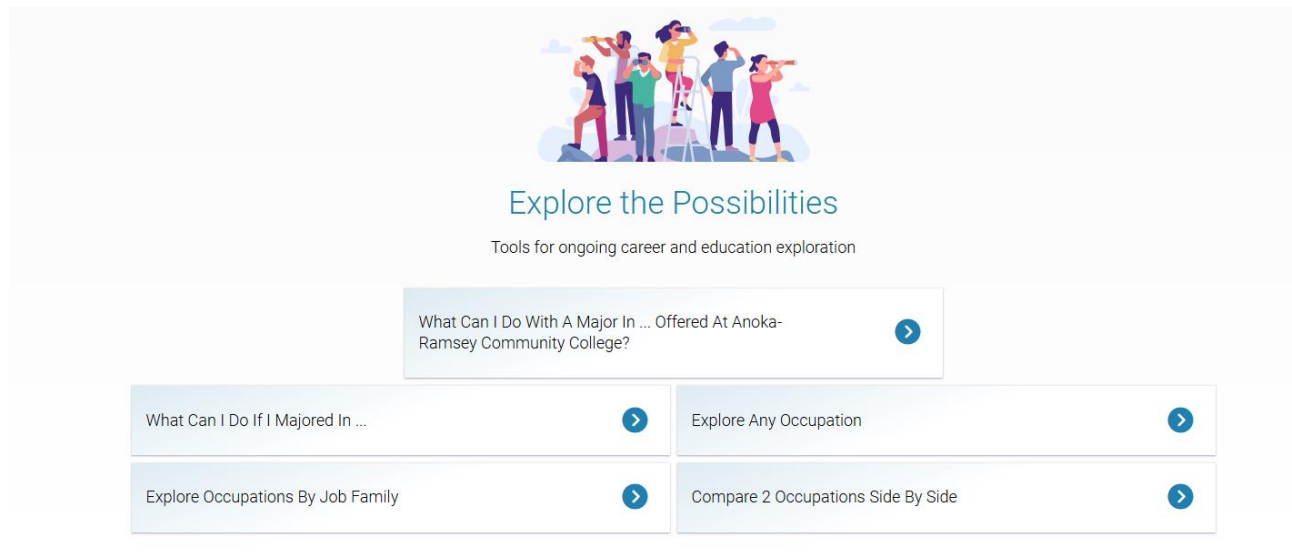 Explore the Possibilities
Tools for ongoing career and education exploration
What Can I Do With A Major In ... Offered At Anoka-
Ramsey Community College?
What Can I Do If I Majored In ...
Explore Any Occupation
Explore Occupations By Job Family
Compare 2 Occupations Side By Side